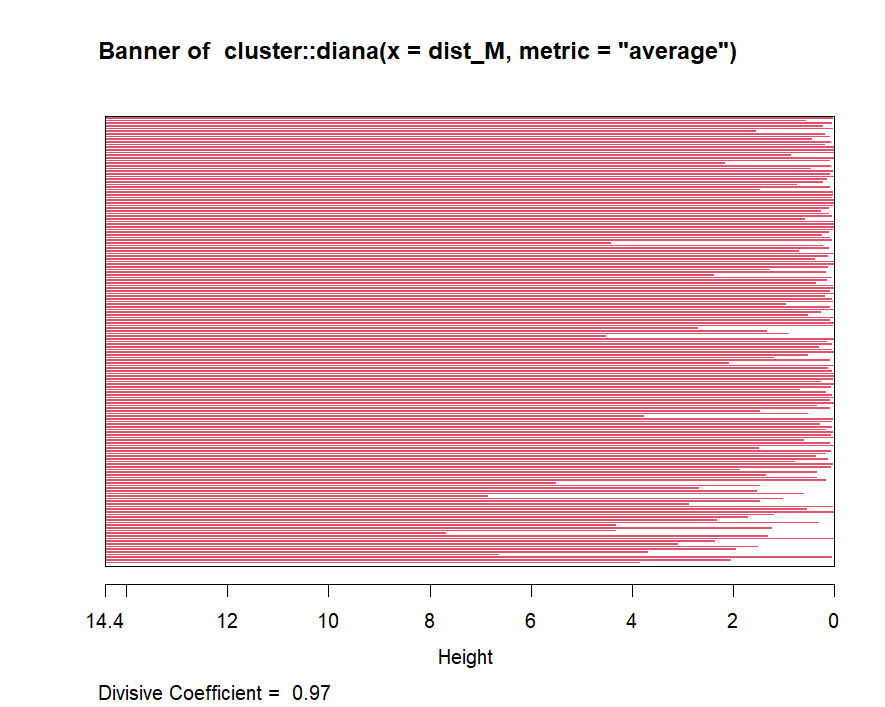 Banner of  cluster::diana(x = dist_M, metric = "average")
14.4 12 10 8 6 4 2 0
Height
Divisive Coefficient =  0.97